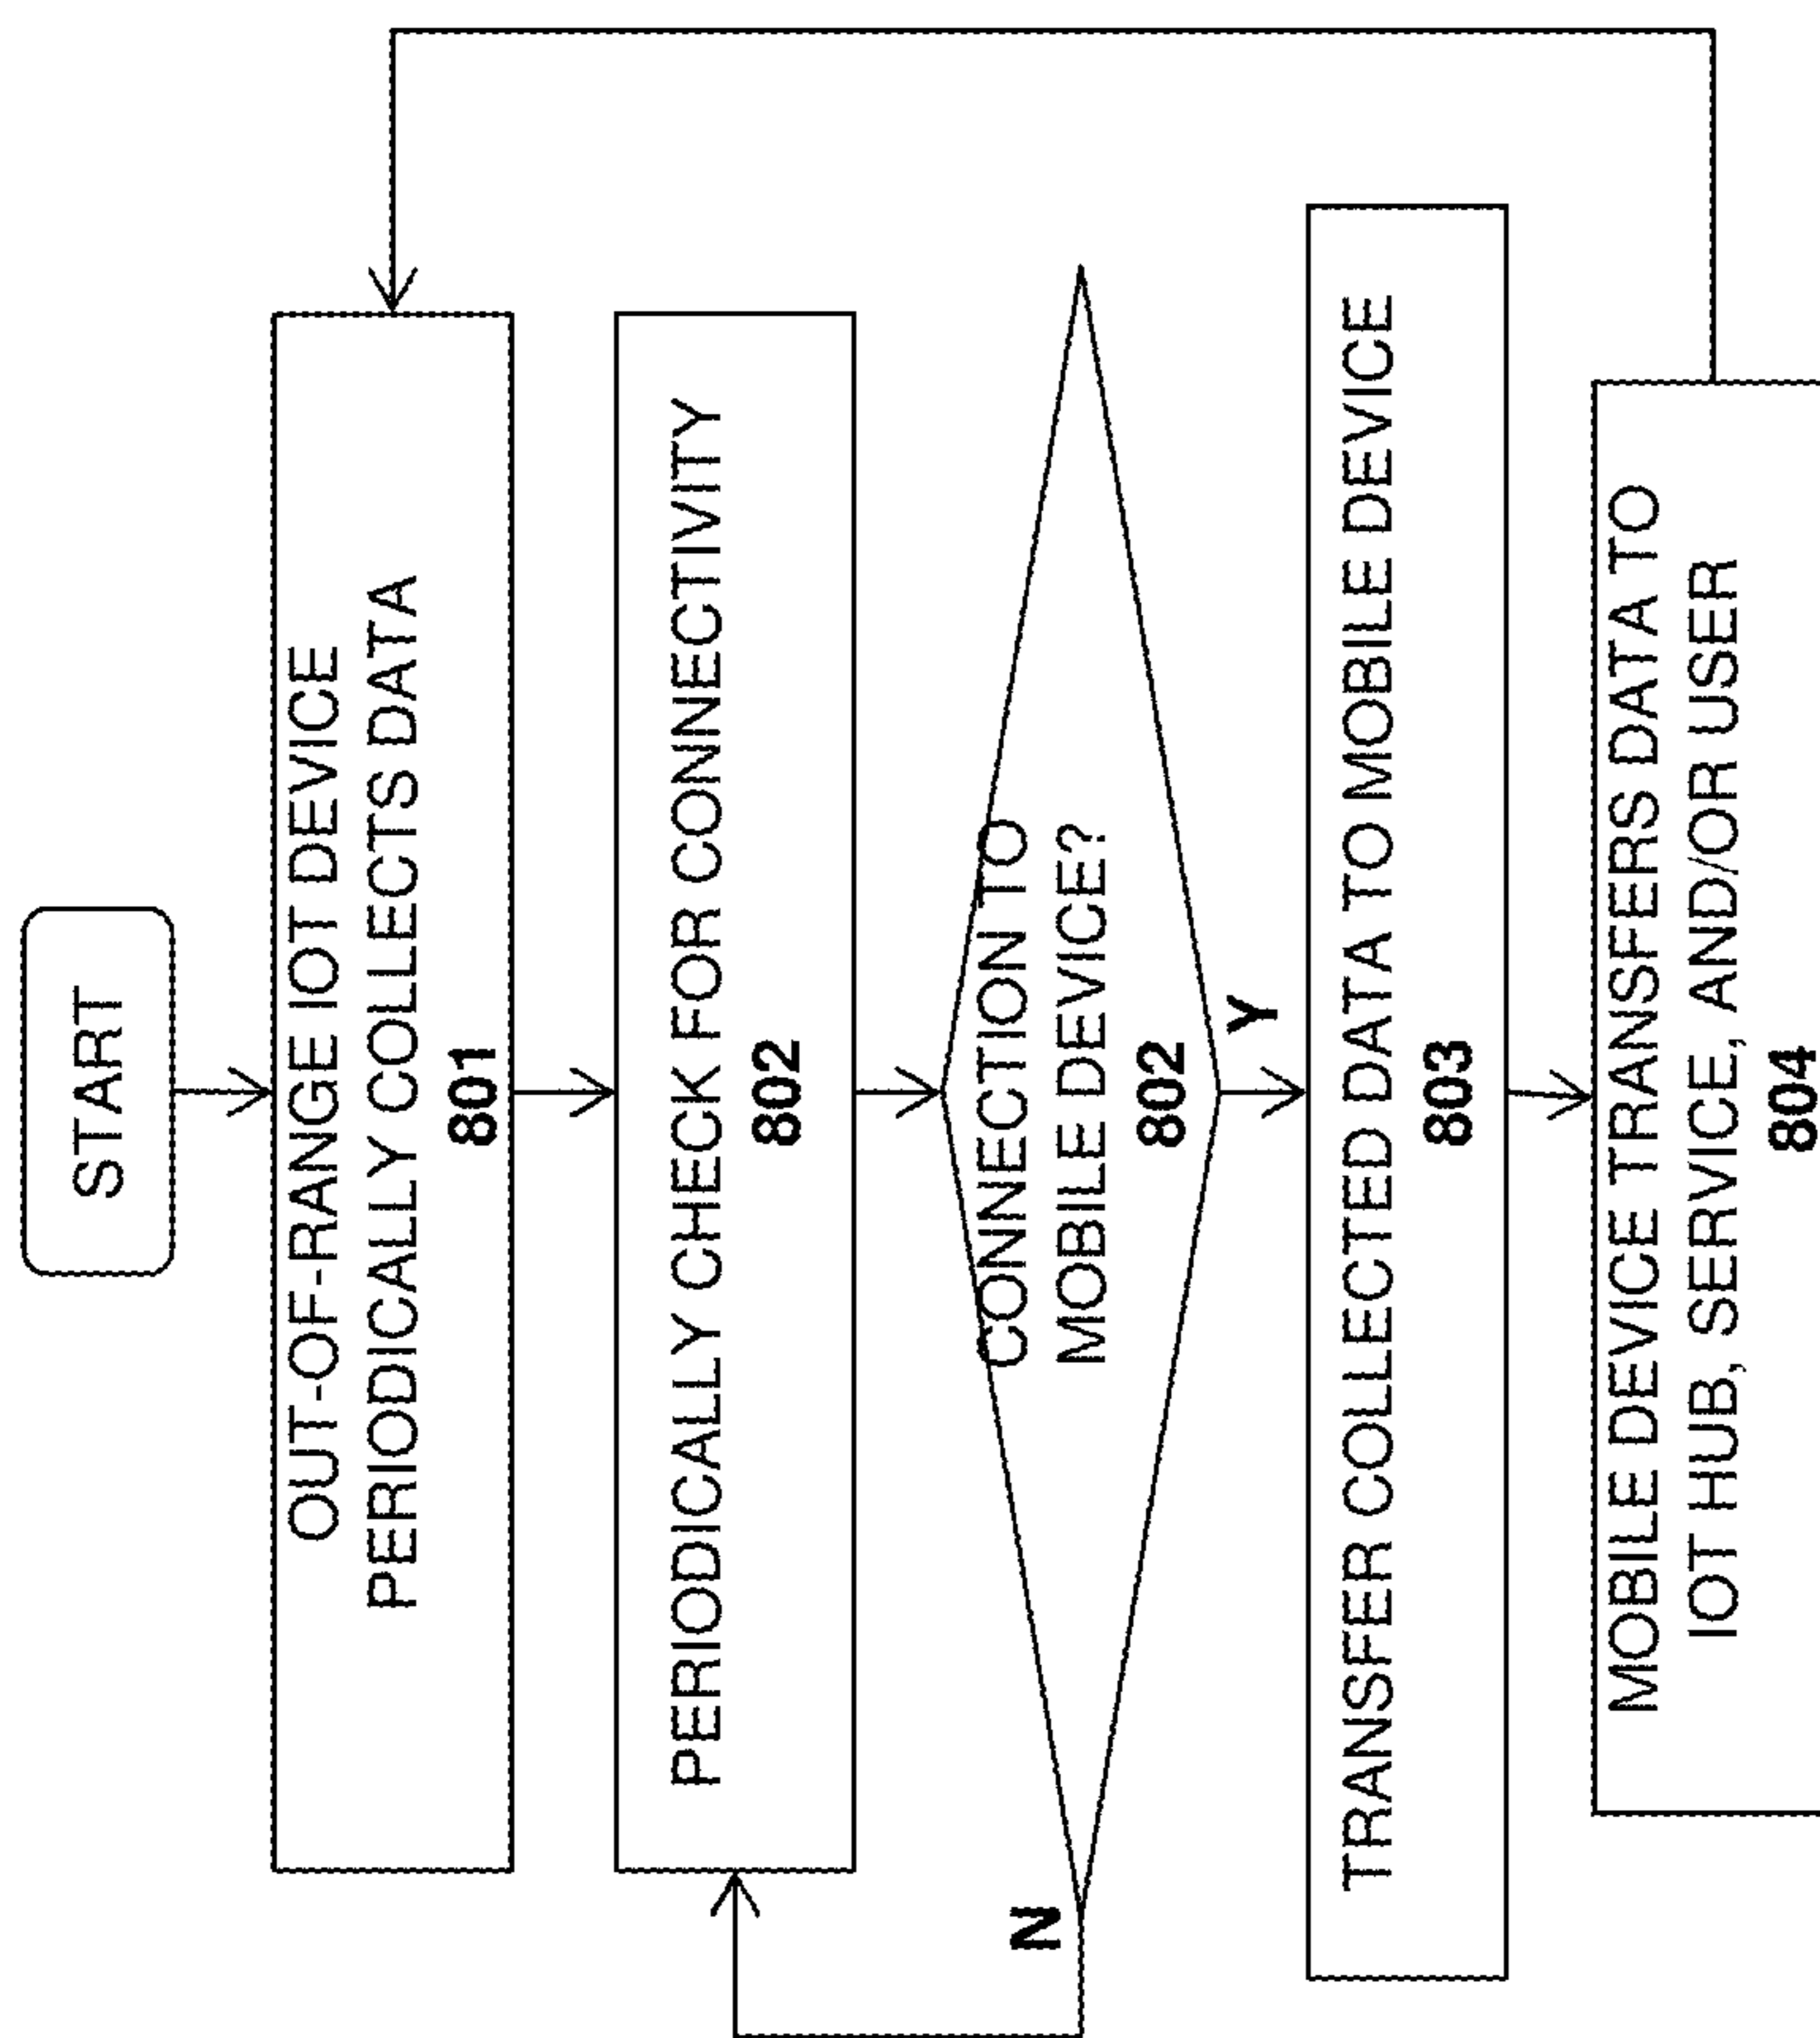 START
OUT-OF-RANGE IOT DEVICE
PERIODICALLY COLLECTS DATA
801
PERIODICALLY CHECK FOR CONNECTIVITY
802
CONNECTION TO
MOBILE DEVICE?
802
N
Y
TRANSFER COLLECTED DATA TO MOBILE DEVICE
803
MOBILE DEVICE TRANSFERS DATA TO
IOT HUB, SERVICE, AND/OR USER
804